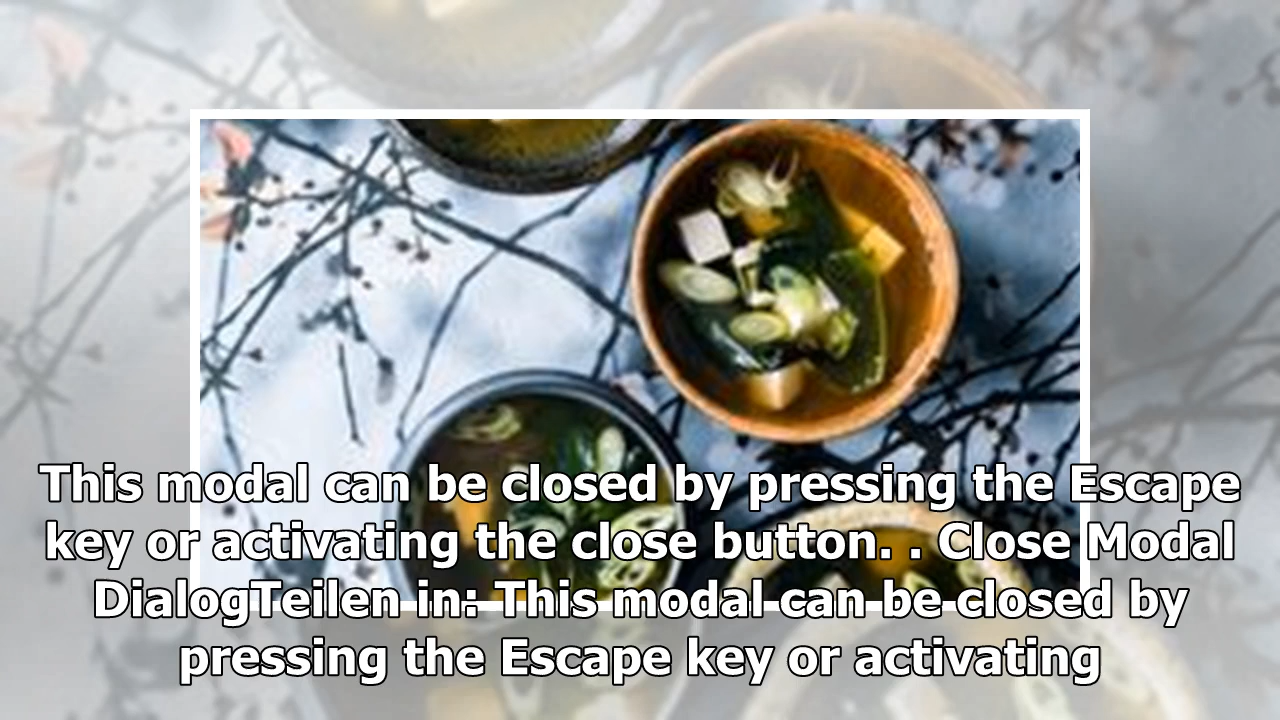 This modal can be closed by pressing the Escape
key or activating the close button. . Close Modal
DialogTeilen in: This modal can be closed by
pressing the Escape key or activating